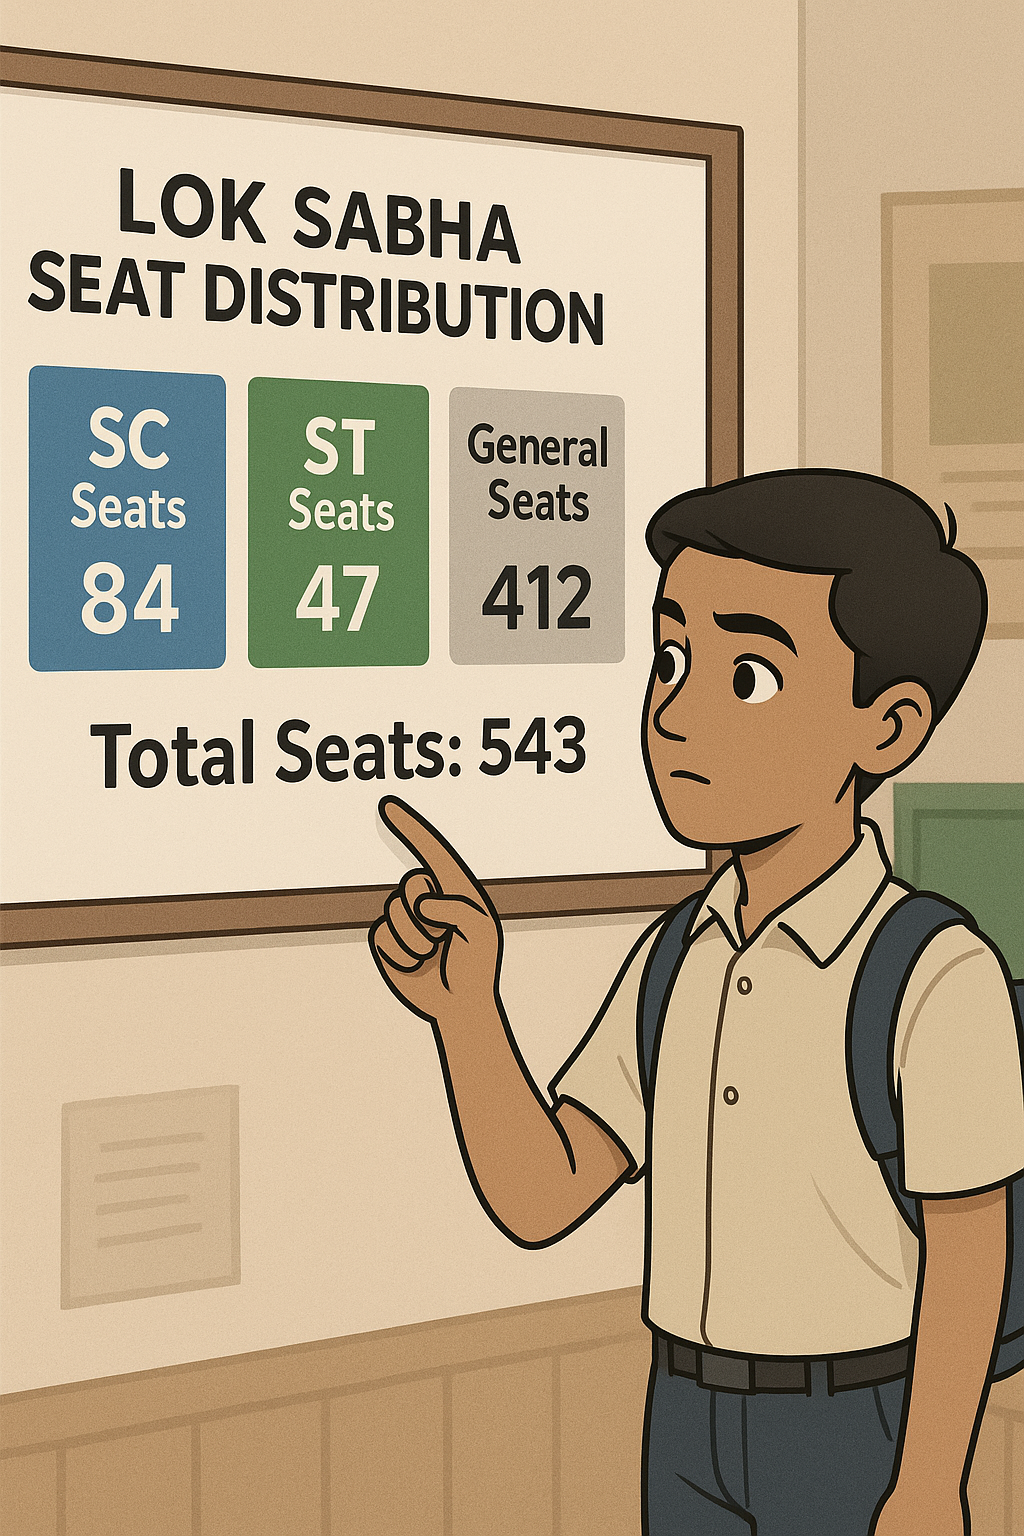 LOK SABHA
SEAT DISTRIBUTION
SC
Seats
84
ST
Seats
47
General
Seats
412
Total Seats: 543